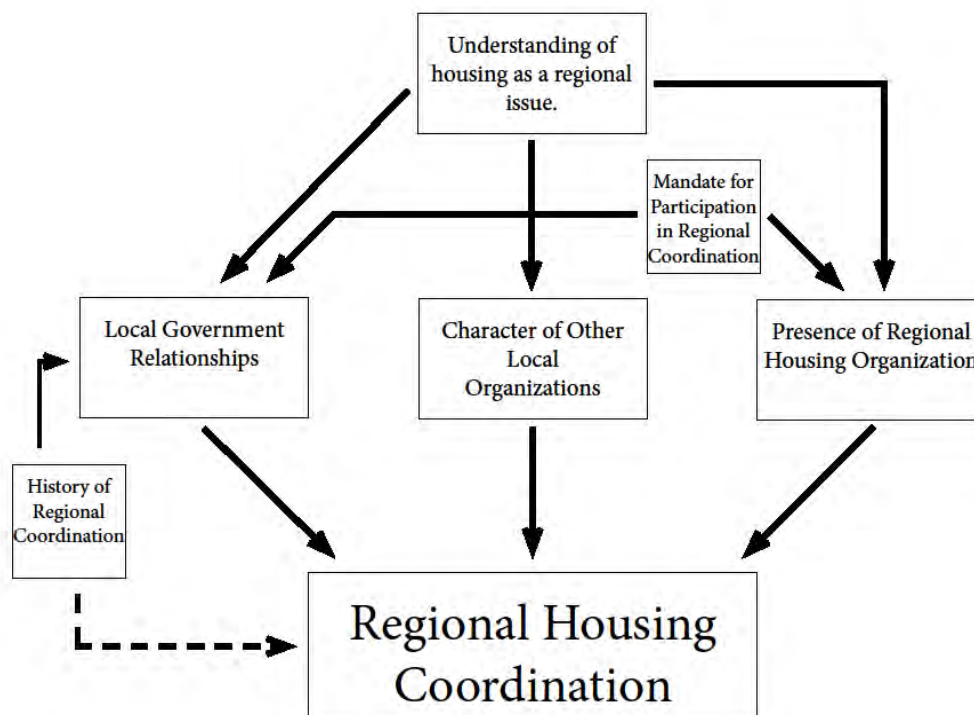 Understanding of
housing as a regional
issue.
Mandate for
Participation
in Regional
Coordination
Local Government
Relationships
Character of Other
Local
Organizations
Presence of Regional
Housing Organization
History of
Regional
Coordination
Regional Housing
Coordination